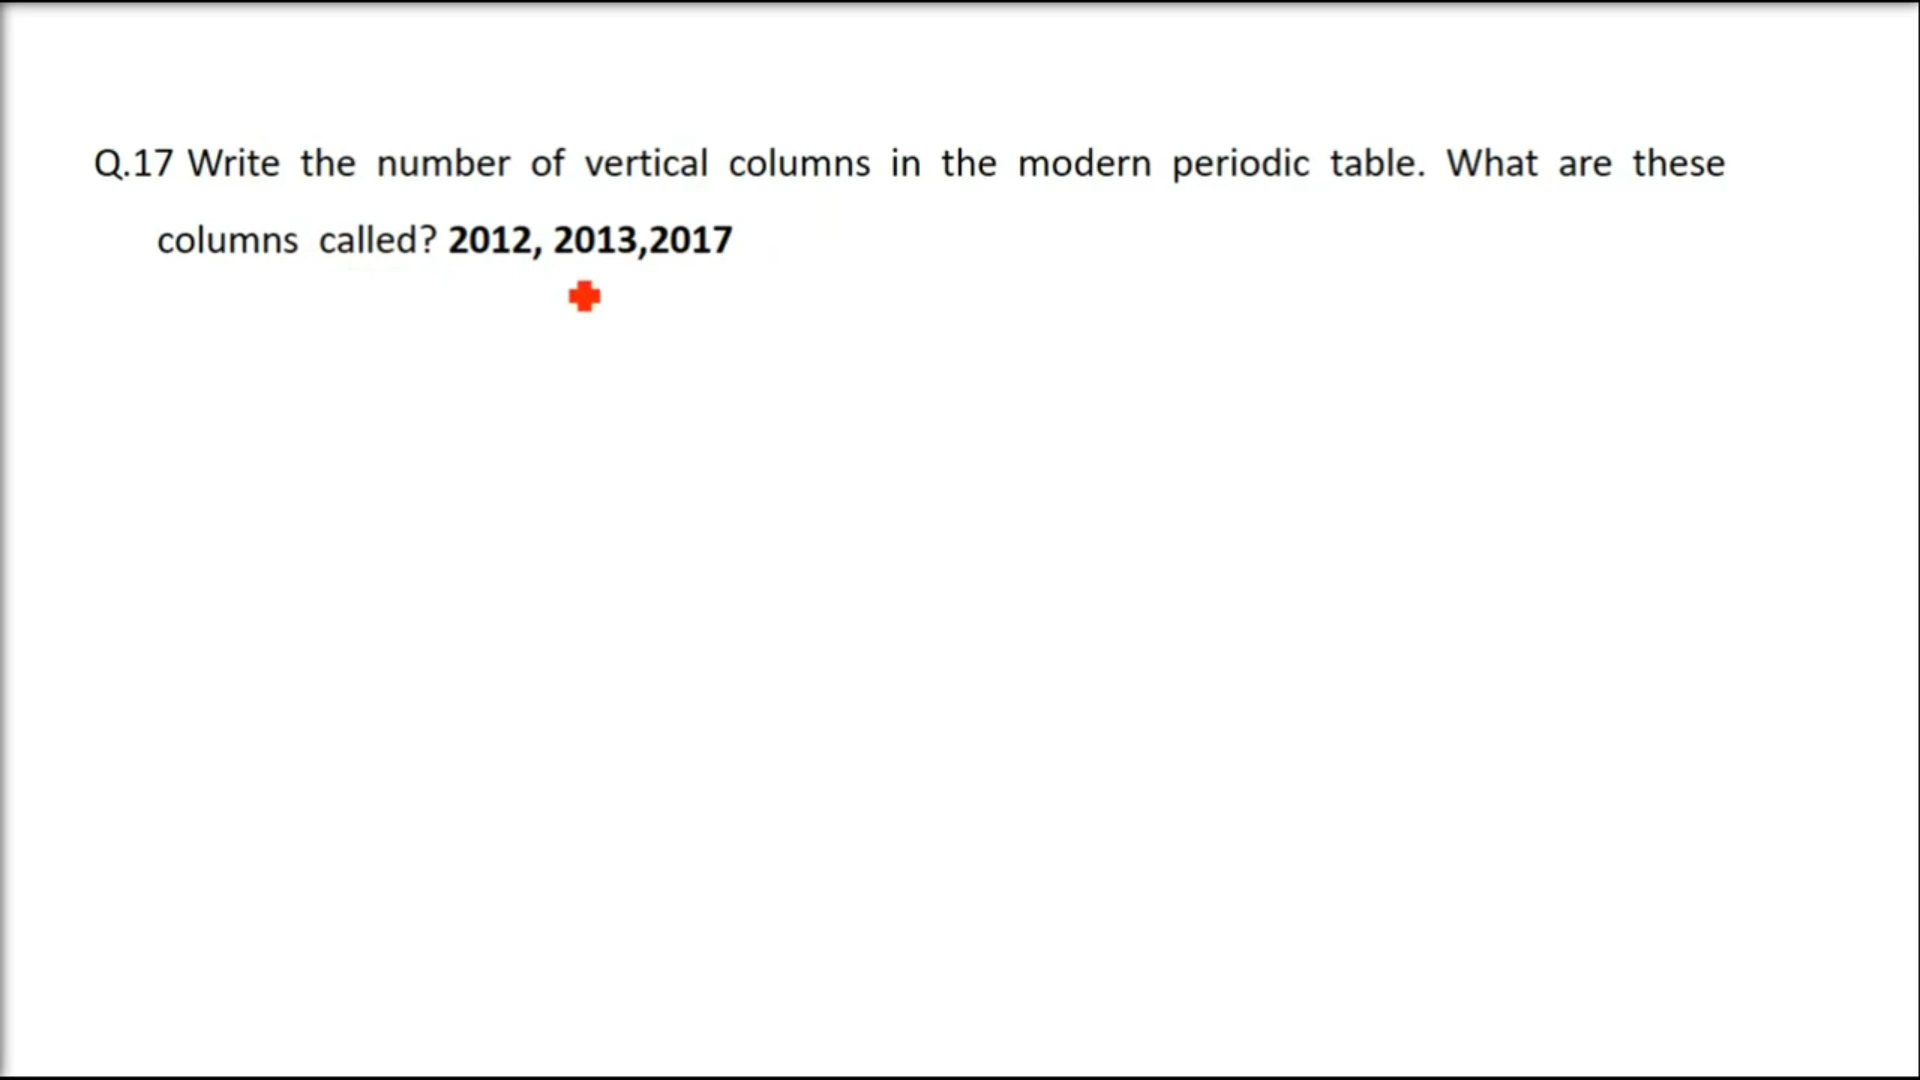 Q.17 Write the number of vertical columns in the modern periodic table. What are these
columns called? 2012, 2013,2017